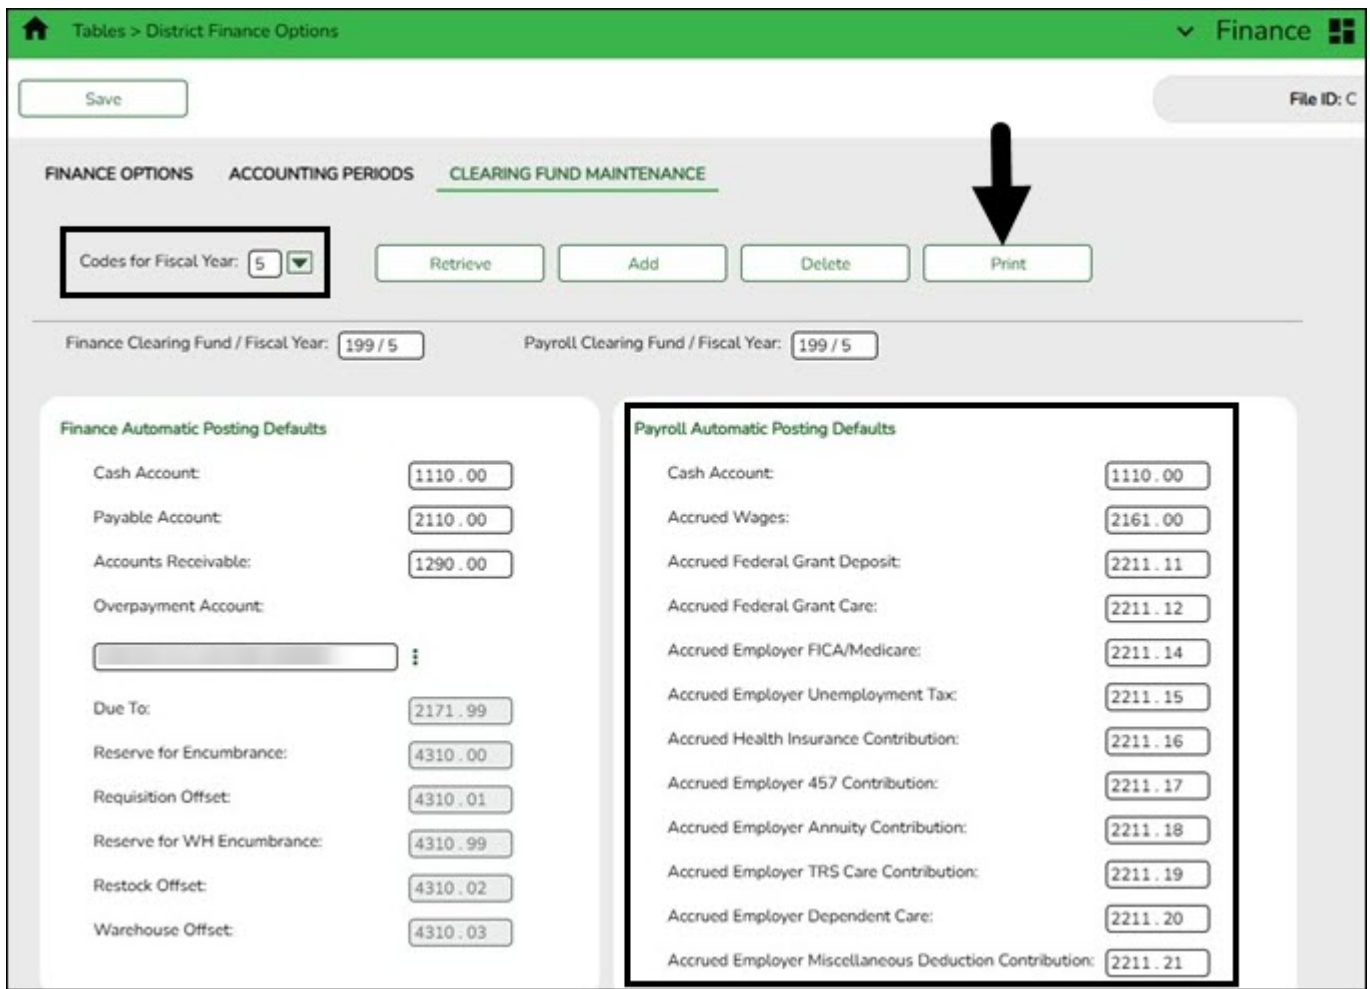 Tables > District Finance Options
Finance
Save
File ID: C
FINANCE OPTIONS ACCOUNTING PERIODS CLEARING FUND MAINTENANCE
Codes for Fiscal Year: 5 Retrieve Add Delete Print
Finance Clearing Fund / Fiscal Year: 199 / 5 Payroll Clearing Fund / Fiscal Year: 199 / 5
Finance Automatic Posting Defaults
Cash Account: 1110 . 00
Payable Account: 2110 . 00
Accounts Receivable: 1290 . 00
Overpayment Account:
Due To: 2171 . 99
Reserve for Encumbrance: 4310 . 00
Requisition Offset: 4310 . 01
Reserve for WH Encumbrance: 4310 . 99
Restock Offset: 4310 . 02
Warehouse Offset: 4310 . 03
Payroll Automatic Posting Defaults
Cash Account: 1110 . 00
Accrued Wages: 2161 . 00
Accrued Federal Grant Deposit: 2211 . 11
Accrued Federal Grant Care: 2211 . 12
Accrued Employer FICA/Medicare: 2211 . 14
Accrued Employer Unemployment Tax: 2211 . 15
Accrued Health Insurance Contribution: 2211 . 16
Accrued Employer 457 Contribution: 2211 . 17
Accrued Employer Annuity Contribution: 2211 . 18
Accrued Employer TRS Care Contribution: 2211 . 19
Accrued Employer Dependent Care: 2211 . 20
Accrued Employer Miscellaneous Deduction Contribution: 2211 . 21